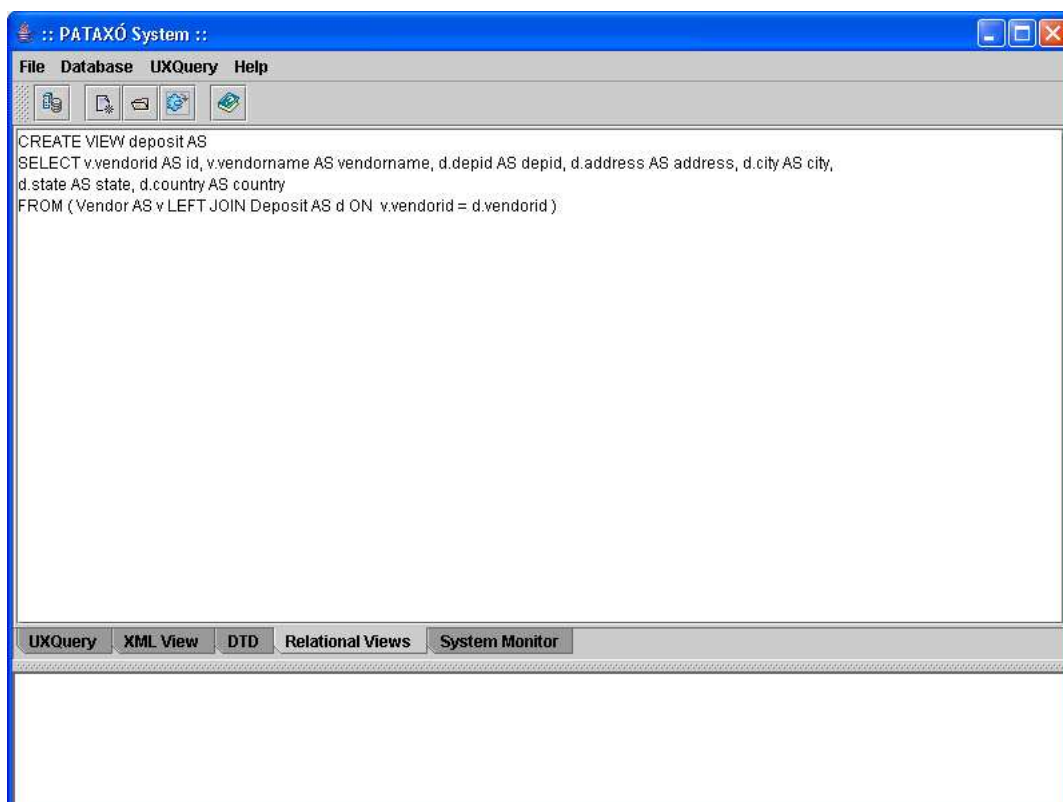 :: PATAXÓ System ::
File Database UXQuery Help
CREATE VIEW deposit AS
SELECT v.vendorid AS id, v.vendorname AS vendorname, d.depid AS depid, d.address AS address, d.city AS city,
d.state AS state, d.country AS country
FROM ( Vendor AS v LEFT JOIN Deposit AS d ON v.vendorid = d.vendorid )
UXQuery XML View DTD Relational Views System Monitor